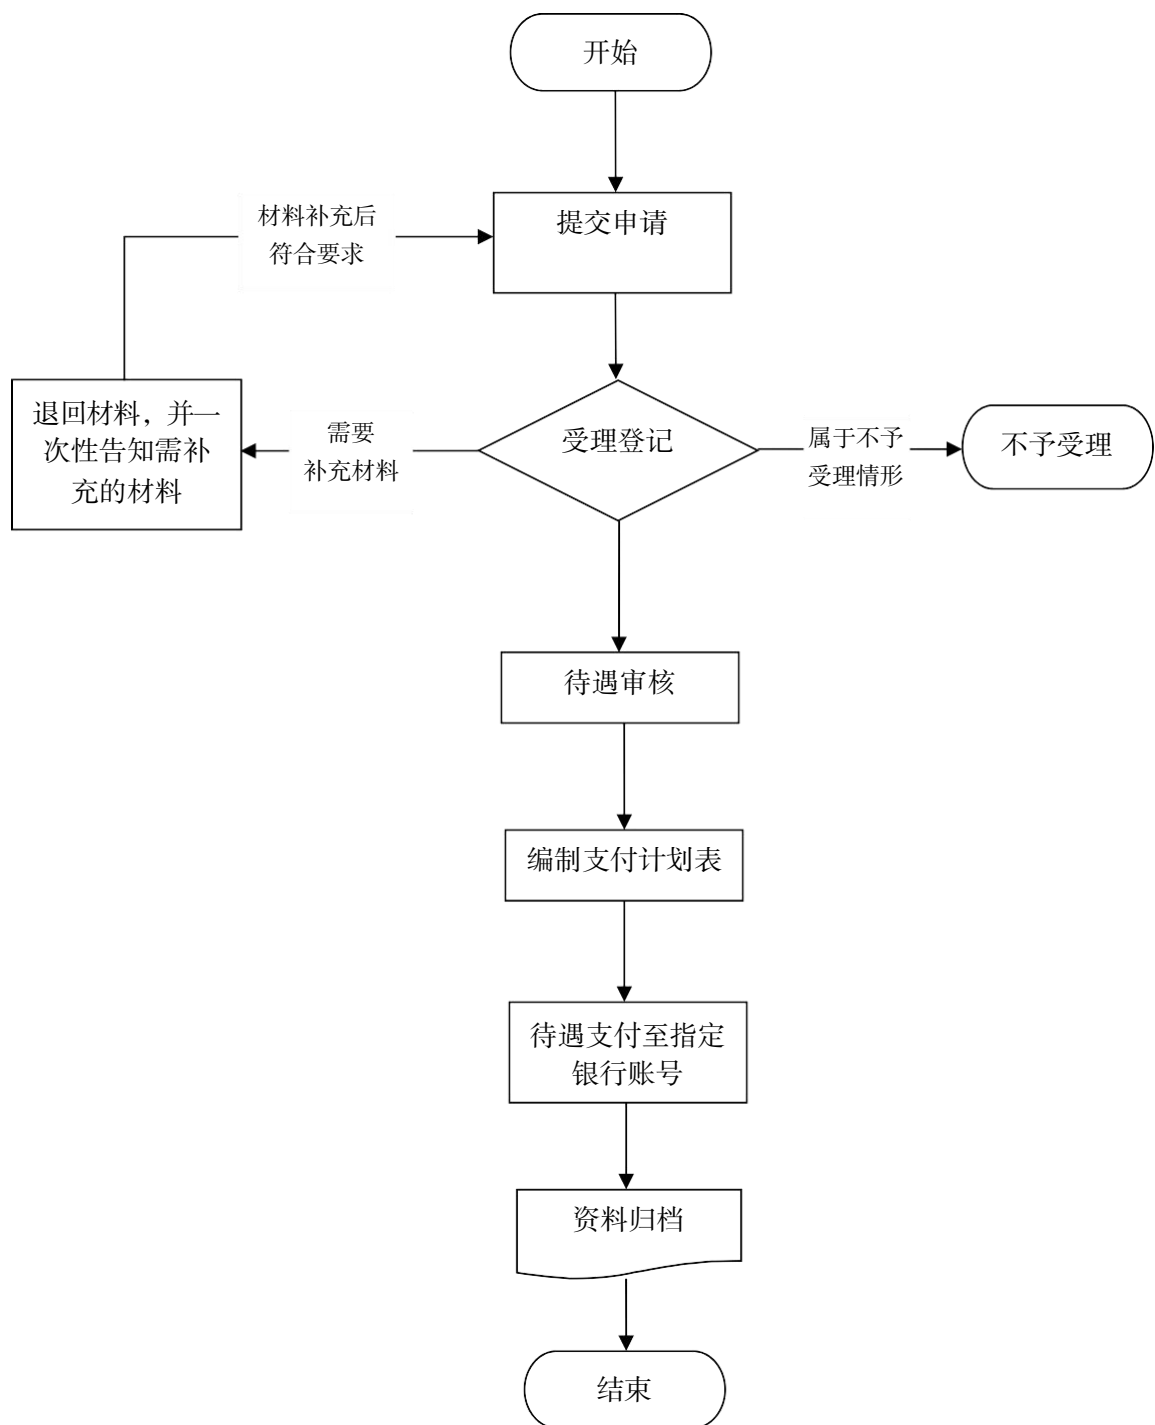 开始
材料补充后
符合要求
提交申请
退回材料，并一
次性告知需补
充的材料
需要
补充材料
受理登记
属于不予
受理情形
不予受理
待遇审核
编制支付计划表
待遇支付至指定
银行账号
资料归档
结束